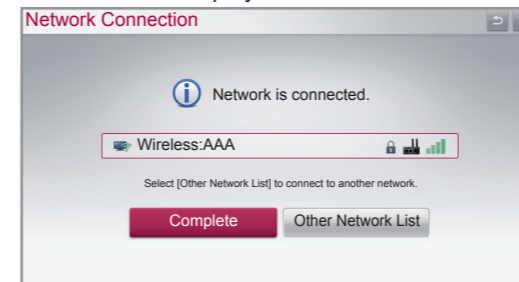 Network Connection
Network is connected.
Wireless:AAA
Select [Other Network List] to connect to another network.
Complete
Other Network List